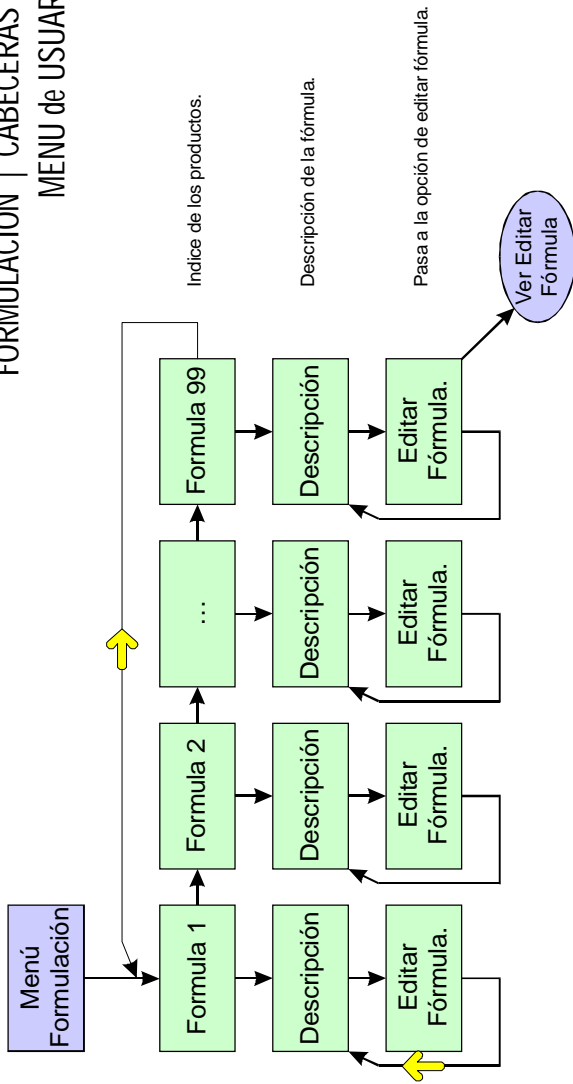 FORMULACIÓN | CABECERAS
MENU de USUAR
Menú
Formulación
Formula 1
Formula 2
...
Formula 99
Indice de los productos.
Descripción
Descripción
Descripción
Descripción
Descripción de la fórmula.
Editar
Fórmula.
Editar
Fórmula.
Editar
Fórmula.
Editar
Fórmula.
Pasa a la opción de editar fórmula.
Ver Editar
Fórmula